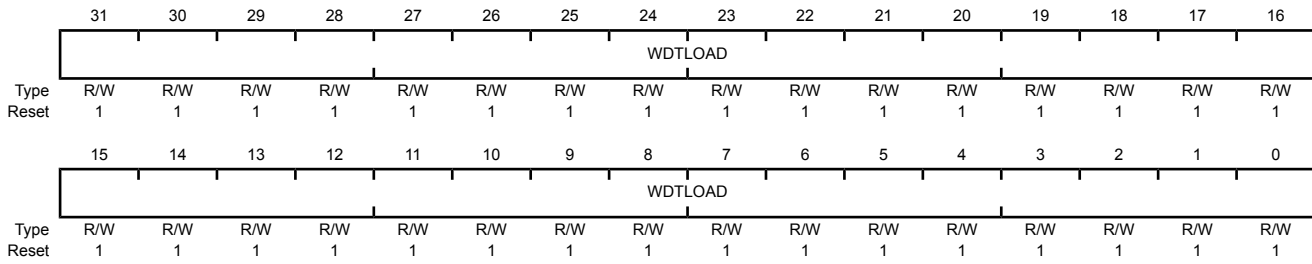 31 30 29 28 27 26 25 24 23 22 21 20 19 18 17 16
WDTLOAD
Type R/W R/W R/W R/W R/W R/W R/W R/W R/W R/W R/W R/W R/W R/W R/W R/W
Reset 1 1 1 1 1 1 1 1 1 1 1 1 1 1 1 1
15 14 13 12 11 10 9 8 7 6 5 4 3 2 1 0
WDTLOAD
Type R/W R/W R/W R/W R/W R/W R/W R/W R/W R/W R/W R/W R/W R/W R/W R/W
Reset 1 1 1 1 1 1 1 1 1 1 1 1 1 1 1 1